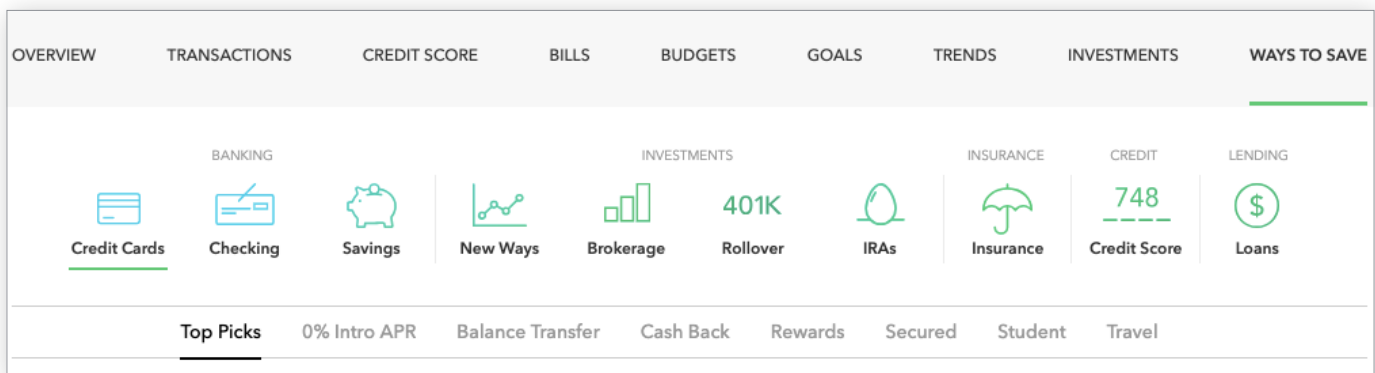 OVERVIEW TRANSACTIONS CREDIT SCORE BILLS BUDGETS GOALS TRENDS INVESTMENTS WAYS TO SAVE
BANKING INVESTMENTS INSURANCE CREDIT LENDING
401K 748 $
Credit Cards Checking Savings New Ways Brokerage Rollover IRAs Insurance Credit Score Loans
Top Picks 0% Intro APR Balance Transfer Cash Back Rewards Secured Student Travel